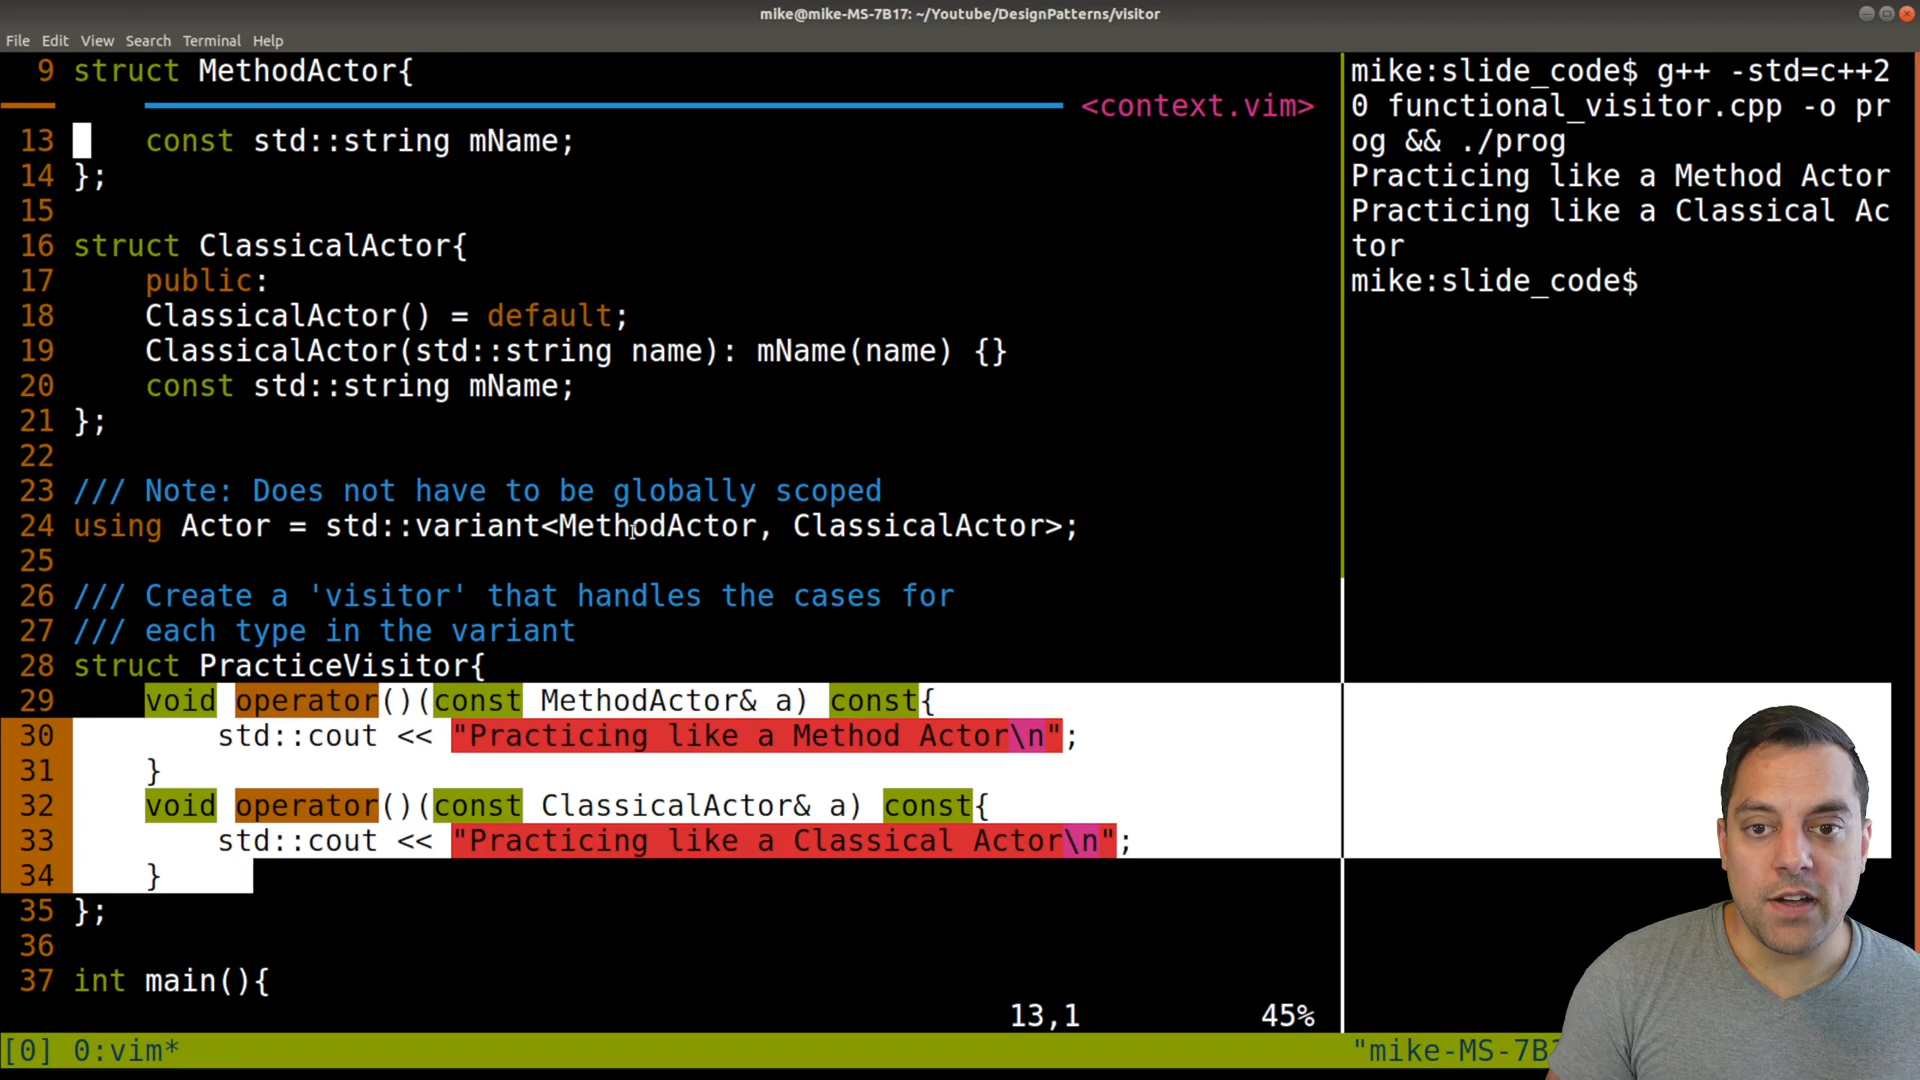 mike@mike-MS-7B17: ~/Youtube/DesignPatterns/visitor
File Edit View Search Terminal Help
9 struct MethodActor{
<context.vim>
13 const std::string mName;
14 };
15
16 struct ClassicalActor{
17 public:
18 ClassicalActor() = default;
19 ClassicalActor(std::string name): mName(name) {}
20 const std::string mName;
21 };
22
23 /// Note: Does not have to be globally scoped
24 using Actor = std::variant<MethodActor, ClassicalActor>;
25
26 /// Create a 'visitor' that handles the cases for
27 /// each type in the variant
28 struct PracticeVisitor{
29 void operator()(const MethodActor& a) const{
30 std::cout << "Practicing like a Method Actor\n";
31 }
32 void operator()(const ClassicalActor& a) const{
33 std::cout << "Practicing like a Classical Actor\n";
34 }
35 };
36
37 int main(){
13,1 45%
mike:slide_code$ g++ -std=c++2
0 functional_visitor.cpp -o pr
og && ./prog
Practicing like a Method Actor
Practicing like a Classical Ac
tor
mike:slide_code$
[0] 0:vim* "mike-MS-7B1